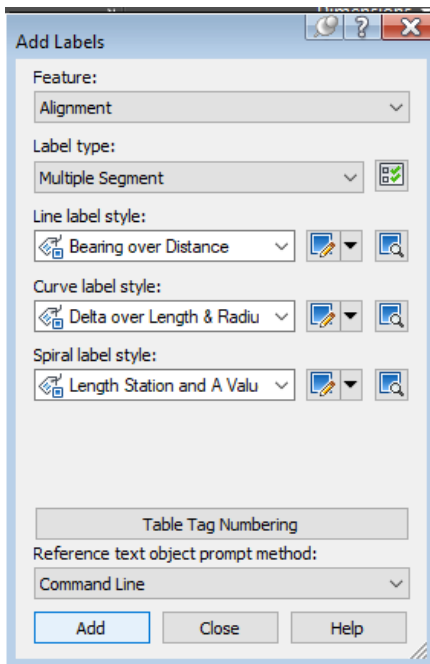 Add Labels
Feature:
Alignment
Label type:
Multiple Segment
Line label style:
Bearing over Distance
Curve label style:
Delta over Length & Radiu
Spiral label style:
Length Station and A Valu
Table Tag Numbering
Reference text object prompt method:
Command Line
Add Close Help